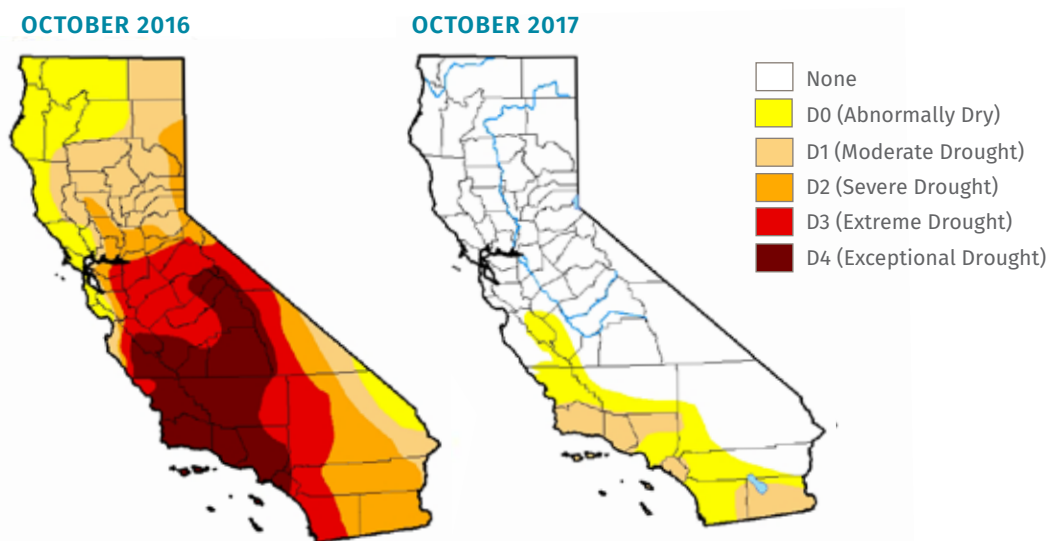 OCTOBER 2016
OCTOBER 2017
None
D0 (Abnormally Dry)
D1 (Moderate Drought)
D2 (Severe Drought)
D3 (Extreme Drought)
D4 (Exceptional Drought)